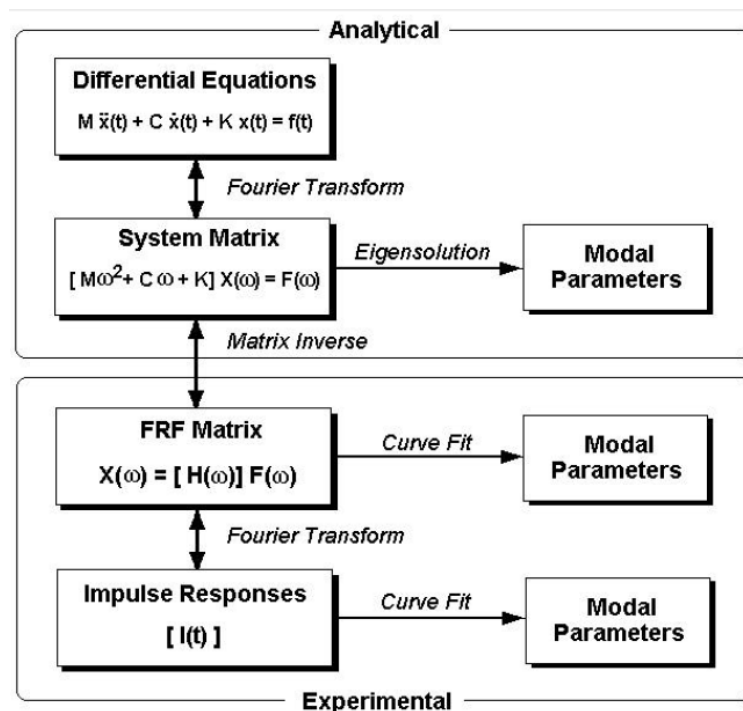 Analytical
Differential Equations
M ẍ(t) + C ẋ(t) + K x(t) = f(t)
Fourier Transform
System Matrix
[ Mω²+ C ω + K] X(ω) = F(ω)
Eigensolution
Modal
Parameters
Matrix Inverse
FRF Matrix
X(ω) = [ H(ω)] F(ω)
Curve Fit
Modal
Parameters
Fourier Transform
Impulse Responses
[ I(t) ]
Curve Fit
Modal
Parameters
Experimental